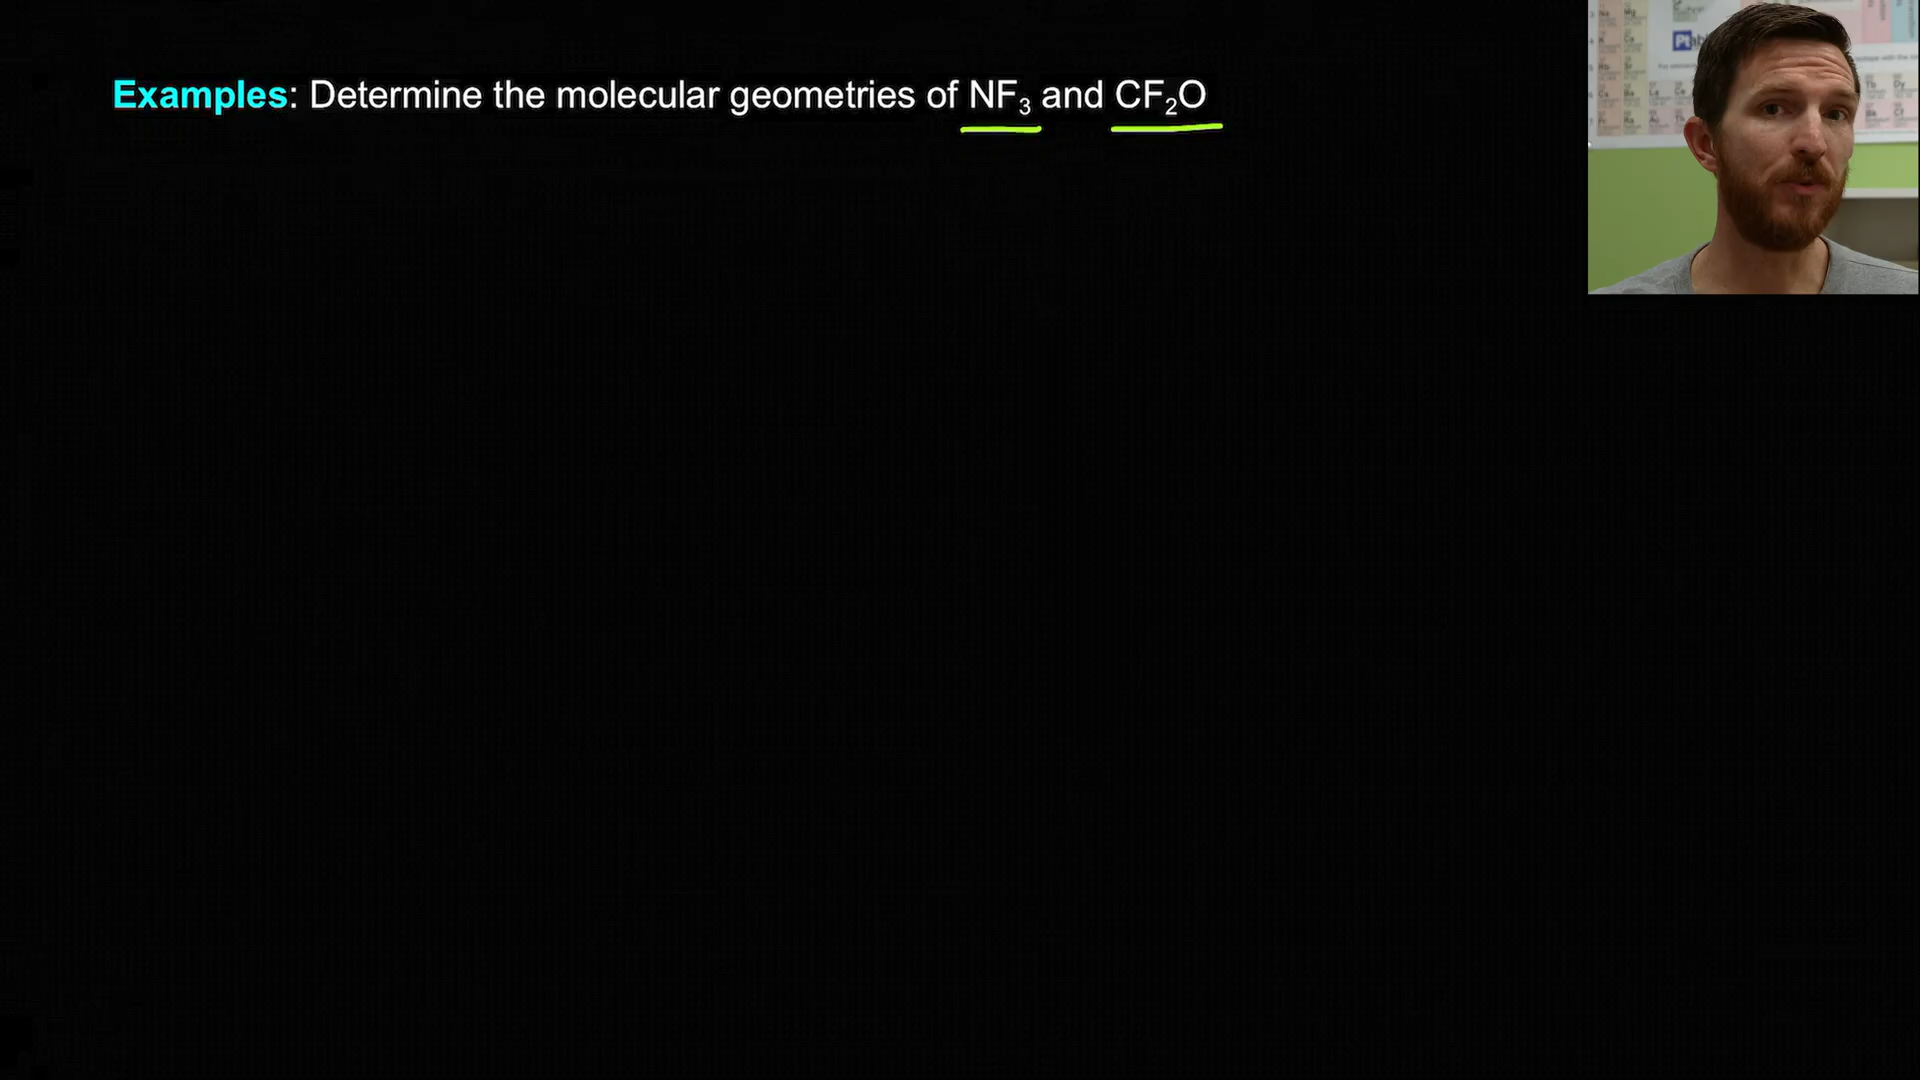 Examples: Determine the molecular geometries of NF₃ and CF₂O